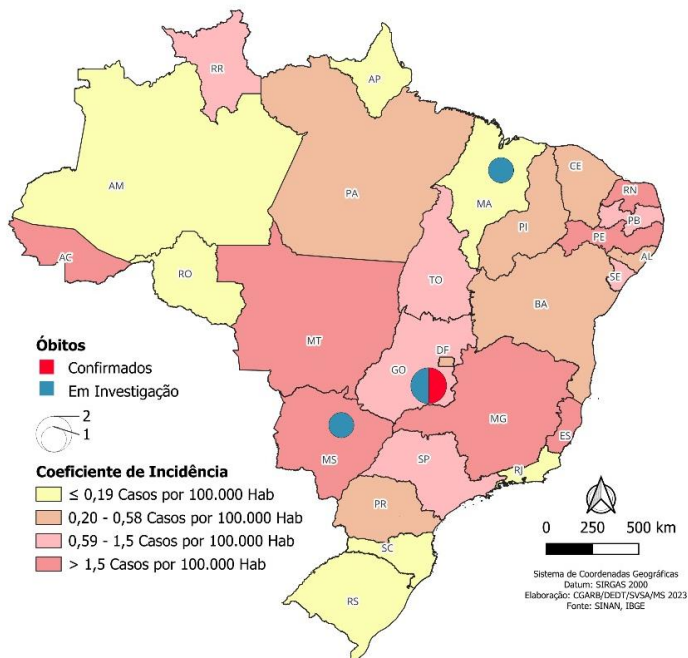 RR
AP
AM
PA
MA
CE
RN
PB
PI
PE
AC
AL
SE
RO
TO
BA
MT
DF
GO
MG
ES
MS
SP
RJ
PR
SC
RS
Óbitos
Confirmados
Em Investigação
2
1
Coeficiente de Incidência
≤ 0,19 Casos por 100.000 Hab
0,20 - 0,58 Casos por 100.000 Hab
0,59 - 1,5 Casos por 100.000 Hab
> 1,5 Casos por 100.000 Hab
0 250 500 km
Sistema de Coordenadas Geográficas
Datum: SIRGAS 2000
Elaboração: CGARB/DEDT/SVSA/MS 2023
Fonte: SINAN, IBGE